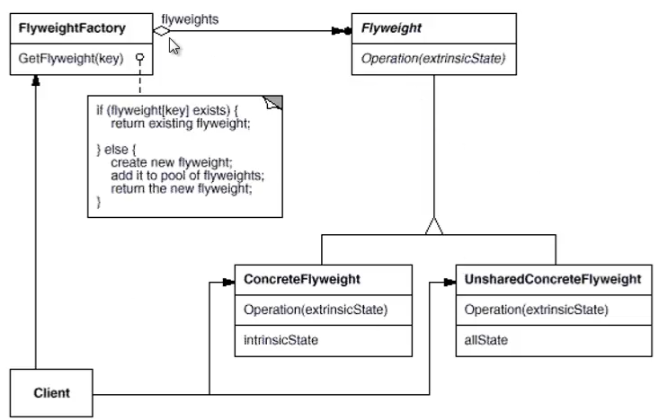 flyweights
FlyweightFactory
GetFlyweight(key)
Flyweight
Operation(extrinsicState)
if (flyweight[key] exists) {
return existing flyweight;
} else {
create new flyweight;
add it to pool of flyweights;
return the new flyweight;
}
ConcreteFlyweight
Operation(extrinsicState)
intrinsicState
UnsharedConcreteFlyweight
Operation(extrinsicState)
allState
Client